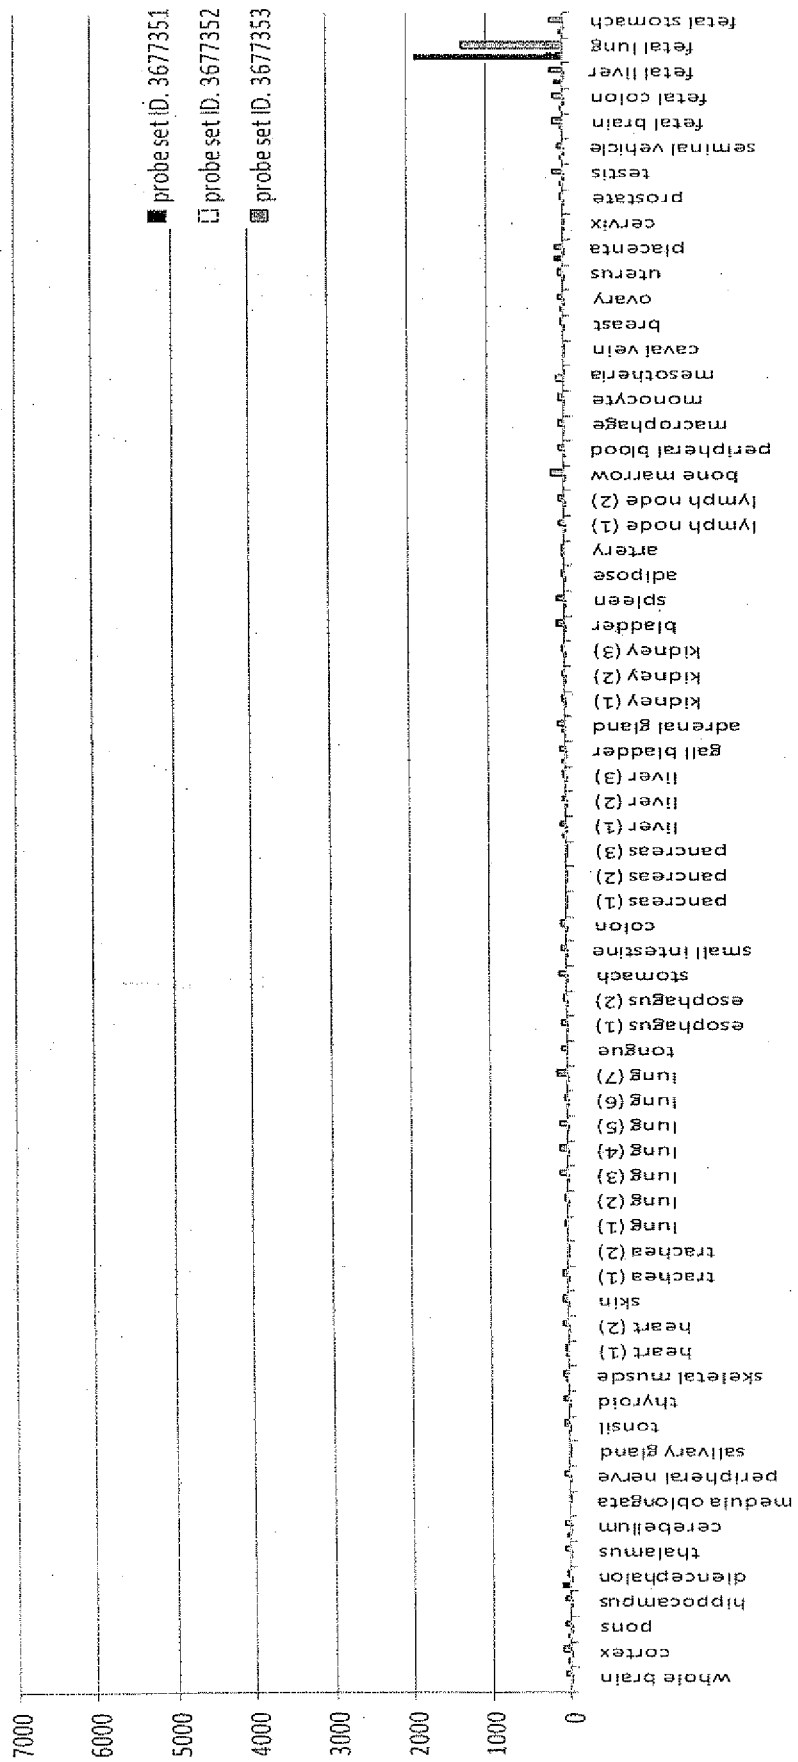 7000
6000
5000
4000
3000
2000
1000
0
probe set ID. 3677351
probe set ID. 3677352
probe set ID. 3677353
whole brain
cortex
pons
hippocampus
diencephalon
thalamus
cerebellum
medula oblongata
peripheral nerve
salivary gland
tonsil
thyroid
skeletal muscle
heart (1)
heart (2)
skin
trachea (1)
trachea (2)
lung (1)
lung (2)
lung (3)
lung (4)
lung (5)
lung (6)
lung (7)
tongue
esophagus (1)
esophagus (2)
stomach
small intestine
colon
pancreas (1)
pancreas (2)
pancreas (3)
liver (1)
liver (2)
liver (3)
gall bladder
adrenal gland
kidney (1)
kidney (2)
kidney (3)
bladder
spleen
adipose
artery
lymph node (1)
lymph node (2)
bone marrow
peripheral blood
macrophage
monocyte
mesotheria
caval vein
breast
ovary
uterus
placenta
cervix
prostate
testis
seminal vehicle
fetal brain
fetal colon
fetal liver
fetal lung
fetal stomach